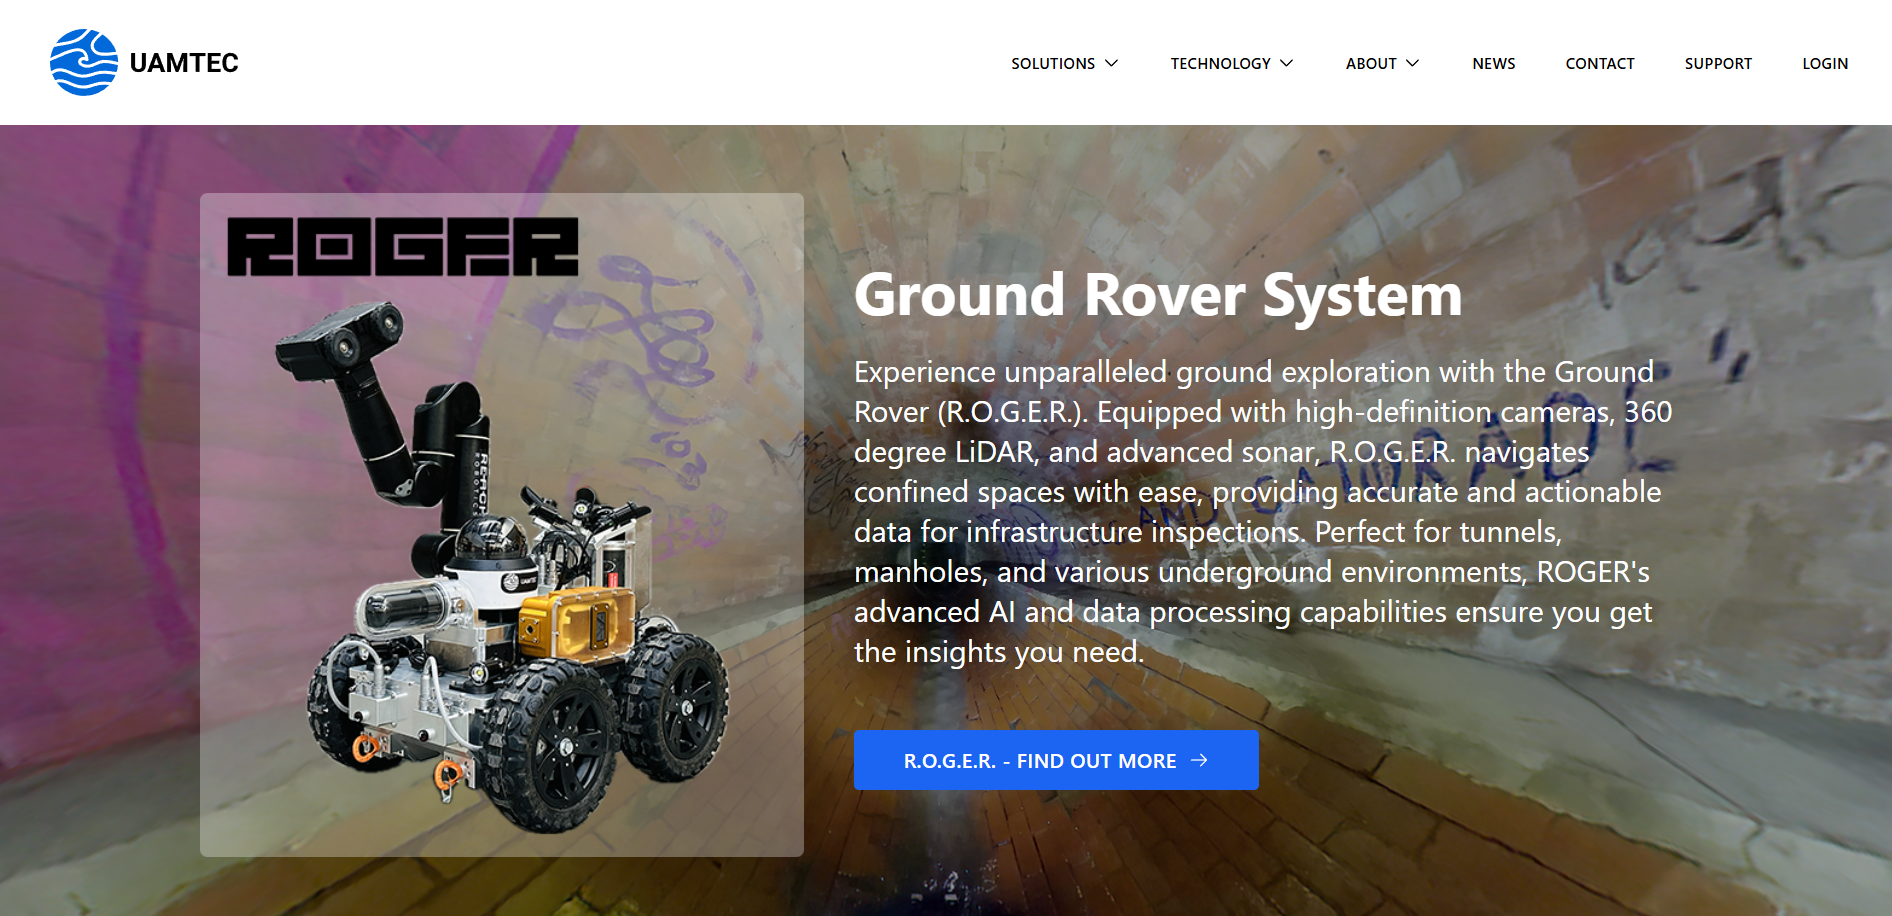 UAMTEC
SOLUTIONS
TECHNOLOGY
ABOUT
NEWS
CONTACT
SUPPORT
LOGIN
ROGER
Ground Rover System
Experience unparalleled ground exploration with the Ground
Rover (R.O.G.E.R.). Equipped with high-definition cameras, 360
degree LiDAR, and advanced sonar, R.O.G.E.R. navigates
confined spaces with ease, providing accurate and actionable
data for infrastructure inspections. Perfect for tunnels,
manholes, and various underground environments, ROGER's
advanced AI and data processing capabilities ensure you get
the insights you need.
R.O.G.E.R. - FIND OUT MORE
REACH
ROBOTICS
UAMTEC